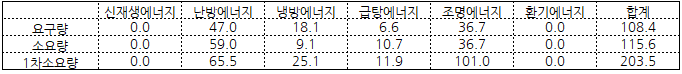 신재생에너지 난방에너지 냉방에너지 급탕에너지 조명에너지 환기에너지 합계
요구량 0.0 47.0 18.1 6.6 36.7 0.0 108.4
소요량 0.0 59.0 9.1 10.7 36.7 0.0 115.6
1차소요량 0.0 65.5 25.1 11.9 101.0 0.0 203.5